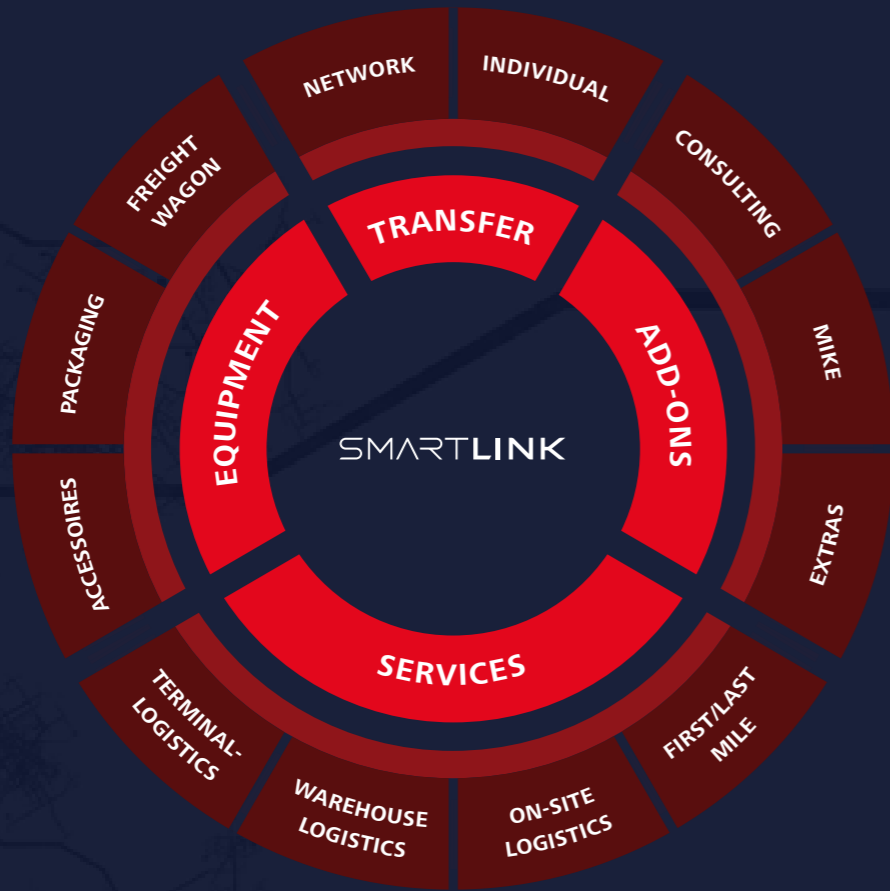 NETWORK
INDIVIDUAL
CONSULTING
MIKE
EXTRAS
FIRST/LAST
MILE
ON-SITE
LOGISTICS
WAREHOUSE
LOGISTICS
TERMINAL-
LOGISTICS
ACCESSOIRES
PACKAGING
FREIGHT
WAGON
TRANSFER
ADD-ONS
SERVICES
EQUIPMENT
SMARTLINK